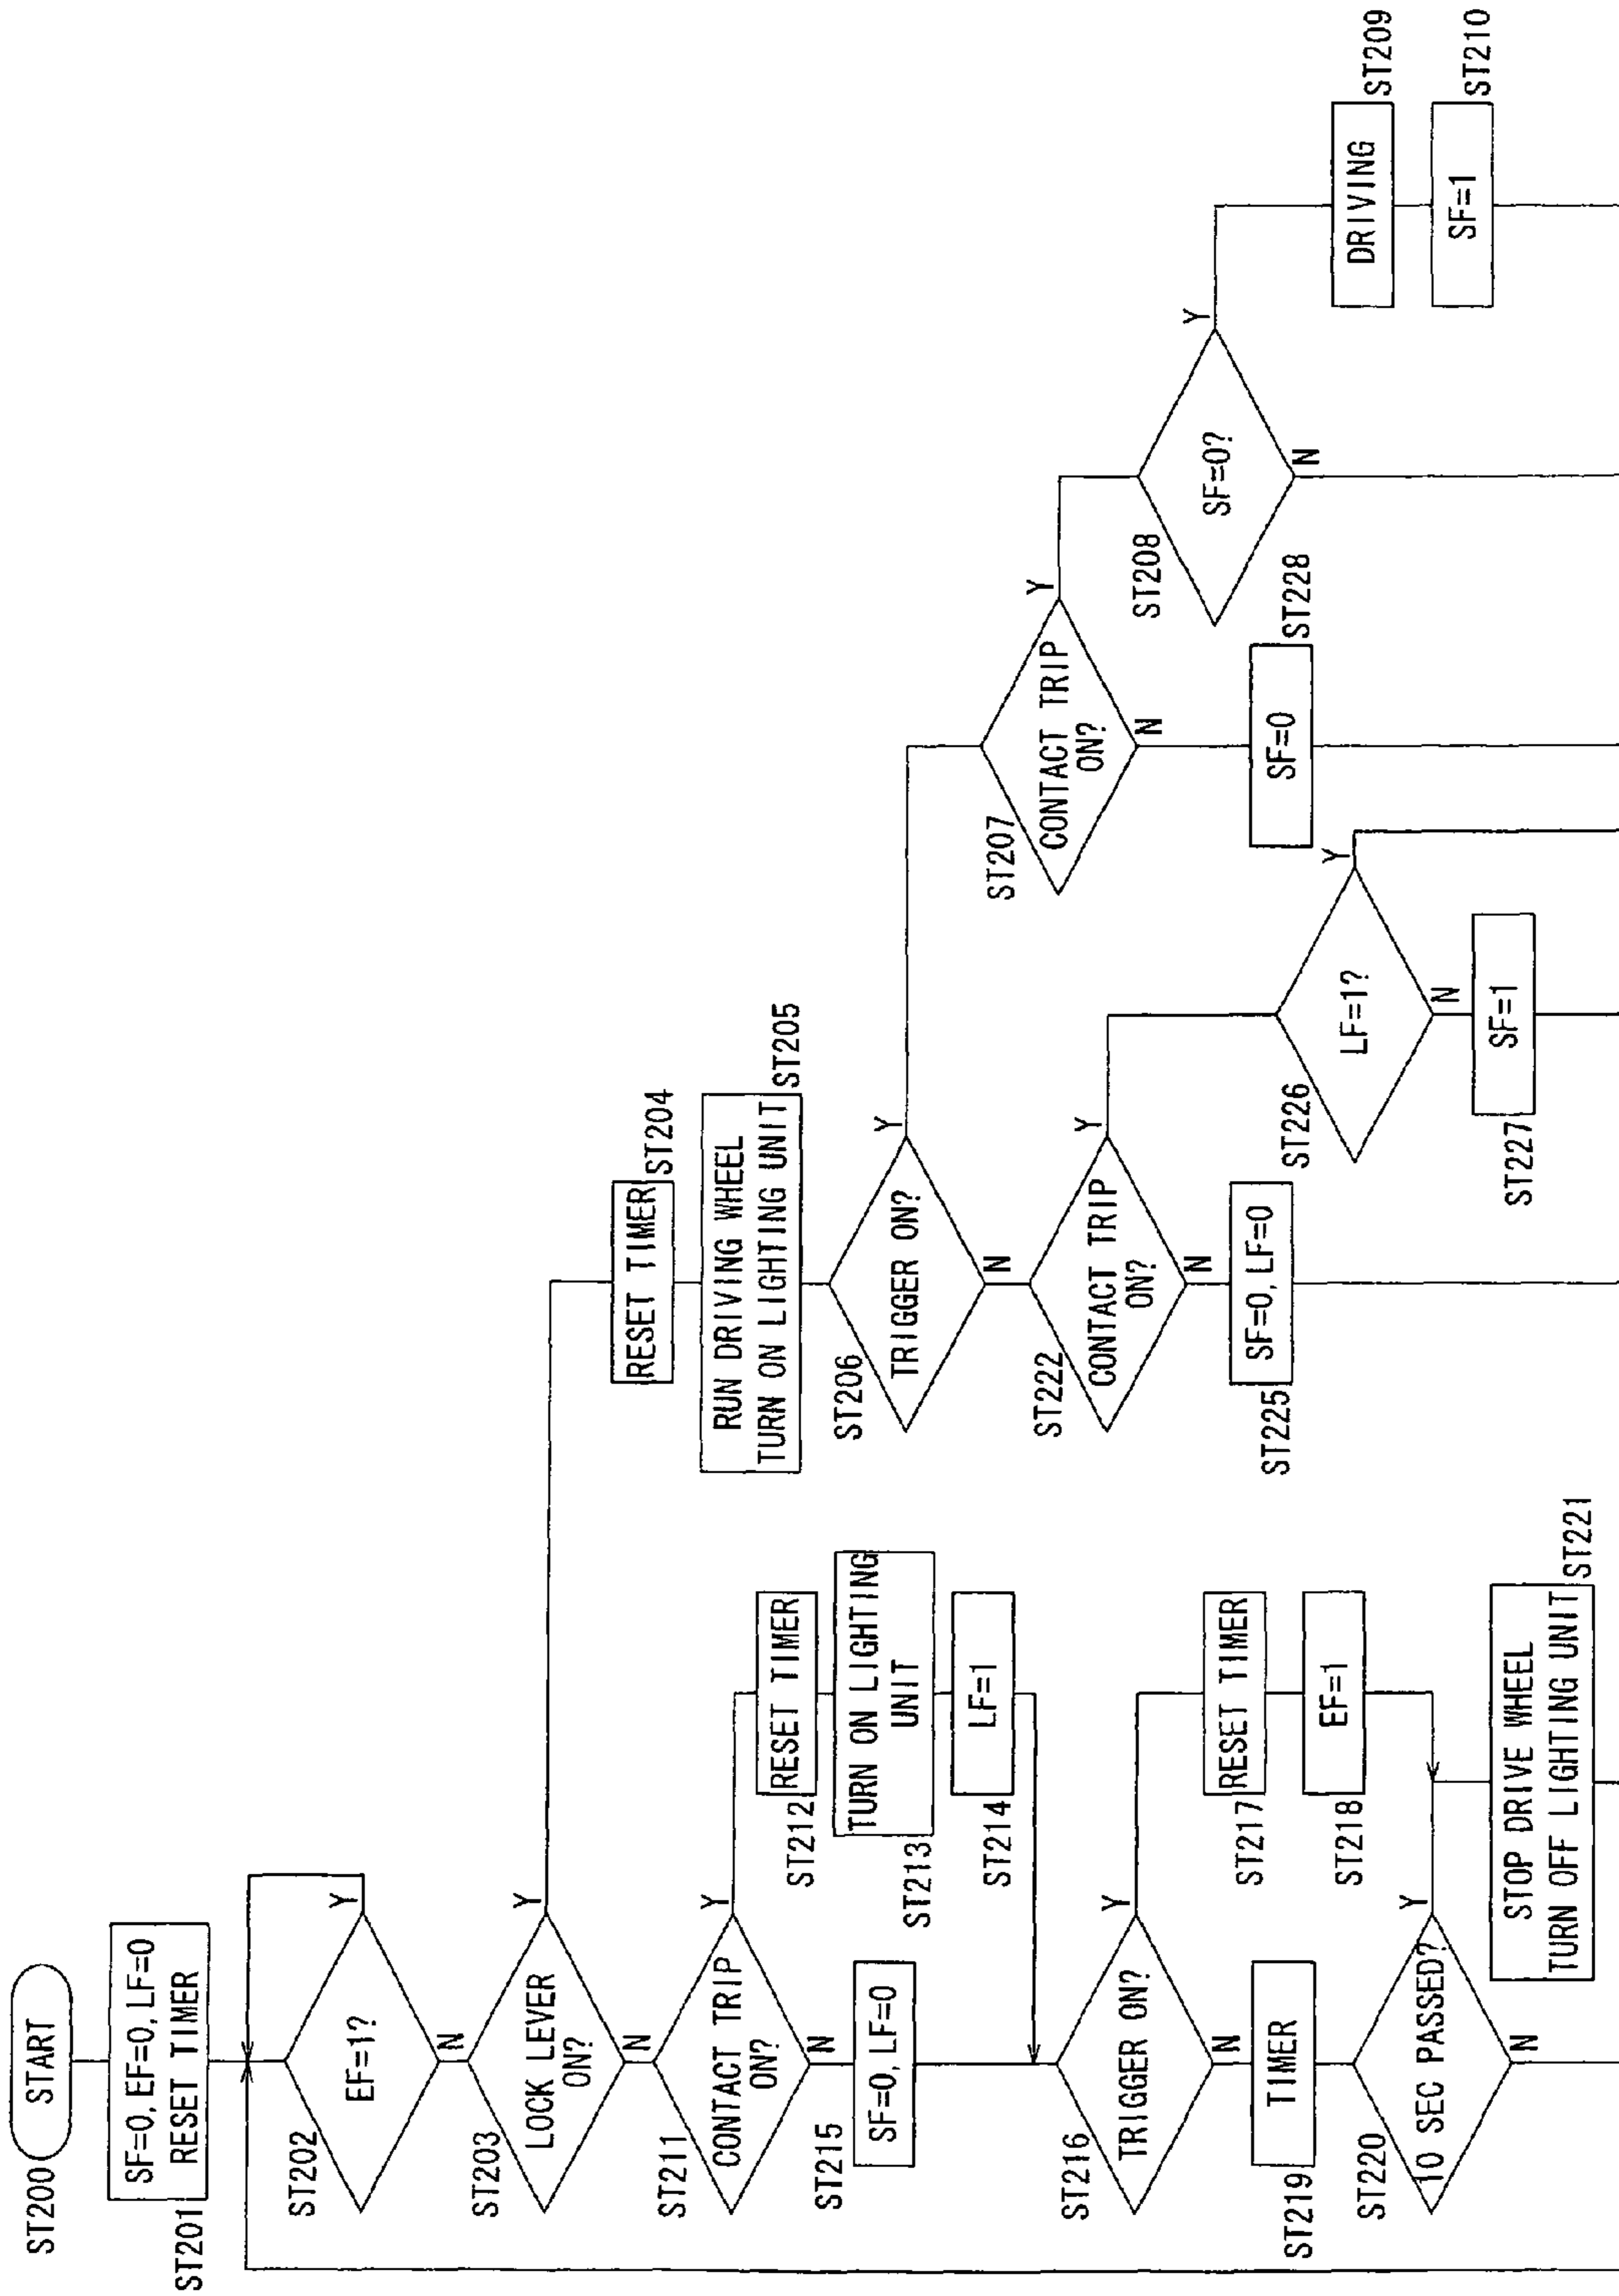 ST200
START
SF=0, EF=0, LF=0
RESET TIMER
ST201
ST202
EF=1?
Y
N
ST203
LOCK LEVER
ON?
Y
N
RESET TIMER
ST204
RUN DRIVING WHEEL
TURN ON LIGHTING UNIT
ST205
ST206
TRIGGER ON?
Y
N
ST207
CONTACT TRIP
ON?
Y
N
ST208
SF=0?
Y
N
DRIVING
ST209
SF=1
ST210
ST211
CONTACT TRIP
ON?
Y
N
RESET TIMER
ST212
TURN ON LIGHTING
UNIT
ST213
LF=1
ST214
ST215
SF=0, LF=0
ST216
TRIGGER ON?
Y
N
RESET TIMER
ST217
EF=1
ST218
TIMER
ST219
ST220
10 SEC PASSED?
Y
N
STOP DRIVE WHEEL
TURN OFF LIGHTING UNIT
ST221
ST222
CONTACT TRIP
ON?
Y
N
SF=0, LF=0
ST225
ST226
LF=1?
Y
N
SF=1
ST227
SF=0
ST228